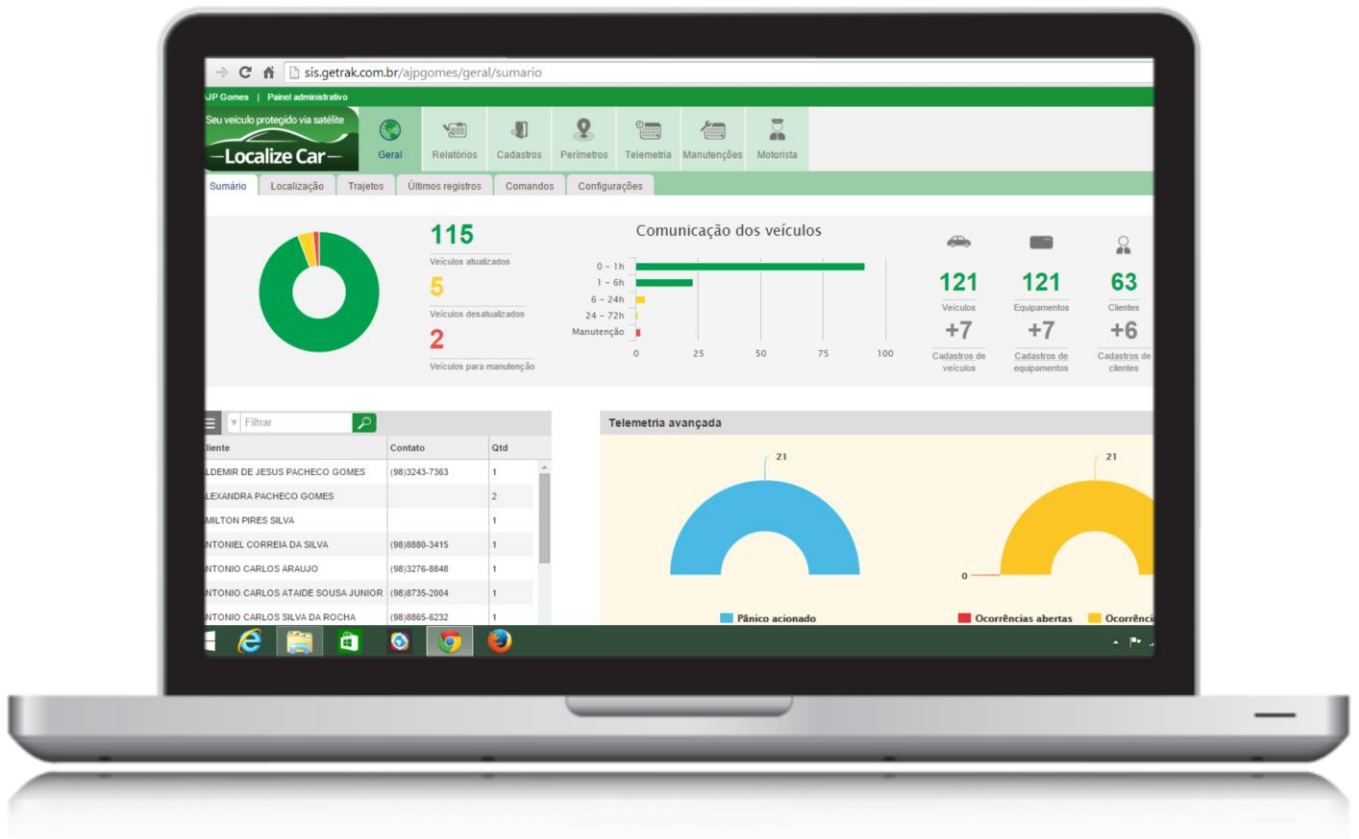 sis.getrak.com.br/ajpgomes/geral/sumario
JP Gomes | Painel administrativo
Seu veículo protegido via satélite
Localize Car
Geral
Relatórios
Cadastros
Perímetros
Telemetria
Manutenções
Motorista
Sumário
Localização
Trajetos
Últimos registros
Comandos
Configurações
115
Veículos atualizados
5
Veículos desatualizados
2
Veículos para manutenção
Comunicação dos veículos
0 - 1h
1 - 6h
6 - 24h
24 - 72h
Manutenção
0 25 50 75 100
121
Veículos
+7
Cadastros de
veículos
121
Equipamentos
+7
Cadastros de
equipamentos
63
Clientes
+6
Cadastros de
clientes
Filtrar
liente Contato Qtd
LDEMIR DE JESUS PACHECO GOMES (98)3243-7363 1
LEXANDRA PACHECO GOMES 2
MILTON PIRES SILVA 1
NTONIEL CORREIA DA SILVA (98)8880-3415 1
NTONIO CARLOS ARAUJO (98)3276-8848 1
NTONIO CARLOS ATAIDE SOUSA JUNIOR (98)8735-2004 1
NTONIO CARLOS SILVA DA ROCHA (98)8865-6232 1
Telemetria avançada
21
Pânico acionado
21
0
Ocorrências abertas
Ocorrênci